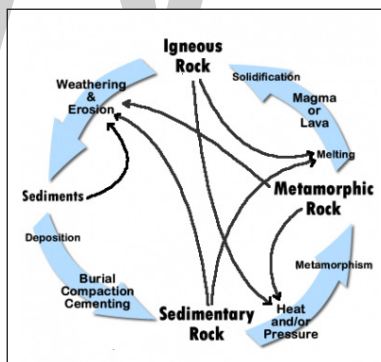 Igneous
Rock
Weathering
&
Erosion
Solidification
Magma
or
Lava
Melting
Sediments
Metamorphic
Rock
Deposition
Metamorphism
Burial
Compaction
Cementing
Sedimentary
Rock
Heat
and/or
Pressure